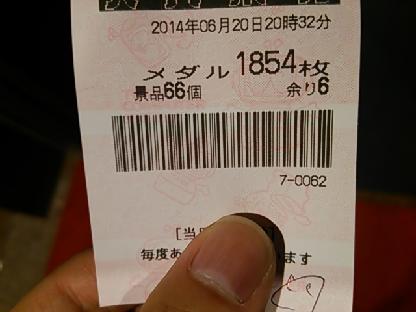 2014年06月20日20時32分
メダル1854枚
景品66個 余り6
7-0062
[当
毎度あ ます